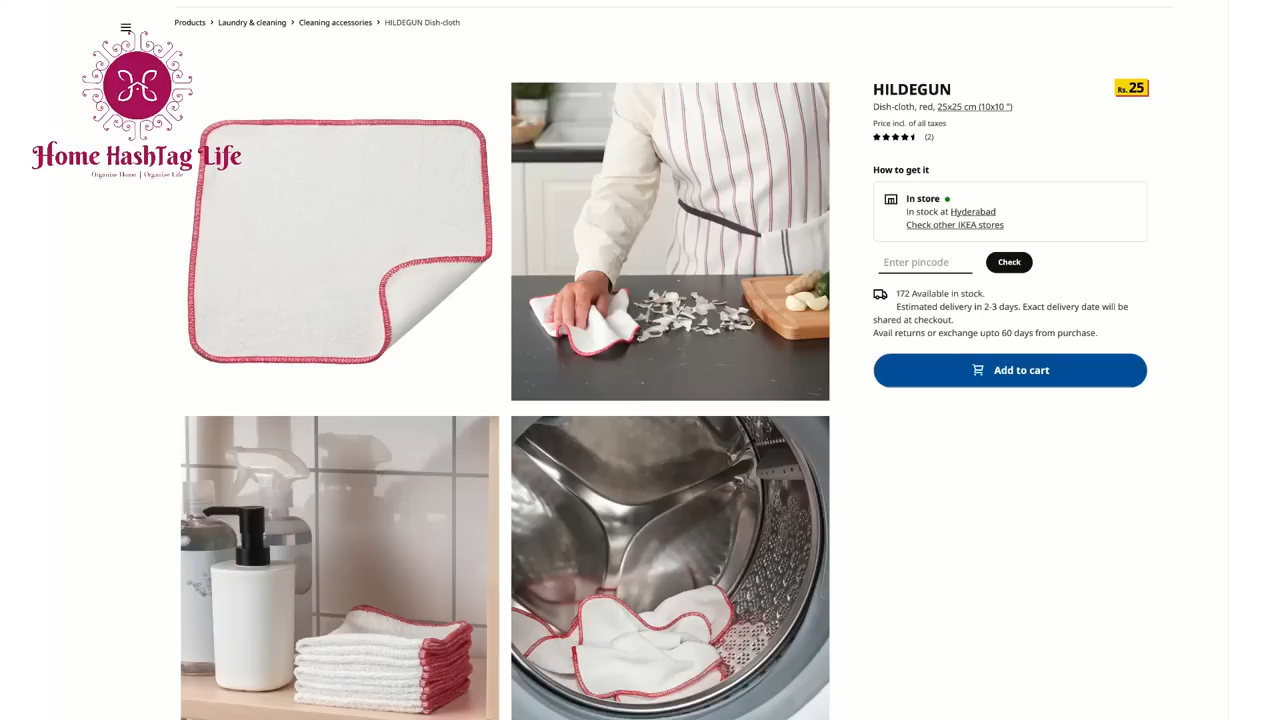 Products › Laundry & cleaning › Cleaning accessories › HILDEGUN Dish-cloth
Home HashTag Life
Organize Home | Organize Life
HILDEGUN
Rs. 25
Dish-cloth, red, 25x25 cm (10x10 ")
Price incl. of all taxes
(2)
How to get it
In store
In stock at Hyderabad
Check other IKEA stores
Enter pincode
Check
172 Available in stock.
Estimated delivery in 2-3 days. Exact delivery date will be
shared at checkout.
Avail returns or exchange upto 60 days from purchase.
Add to cart